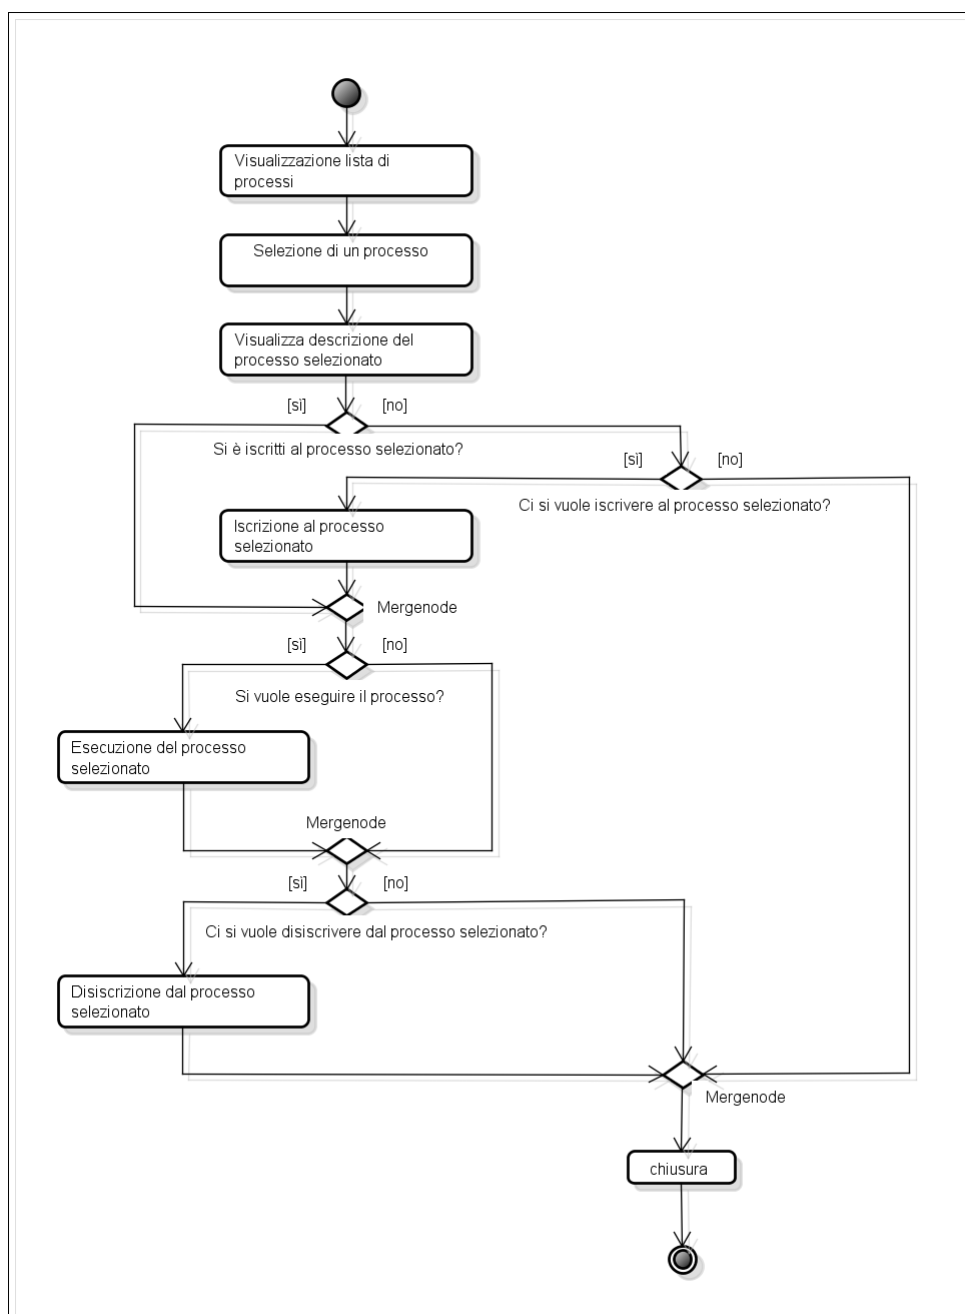 Visualizzazione lista di
processi
Selezione di un processo
Visualizza descrizione del
processo selezionato
[sì]
[no]
Si è iscritti al processo selezionato?
[sì]
[no]
Ci si vuole iscrivere al processo selezionato?
Iscrizione al processo
selezionato
Mergenode
[sì]
[no]
Si vuole eseguire il processo?
Esecuzione del processo
selezionato
Mergenode
[sì]
[no]
Ci si vuole disiscrivere dal processo selezionato?
Disiscrizione dal processo
selezionato
Mergenode
chiusura